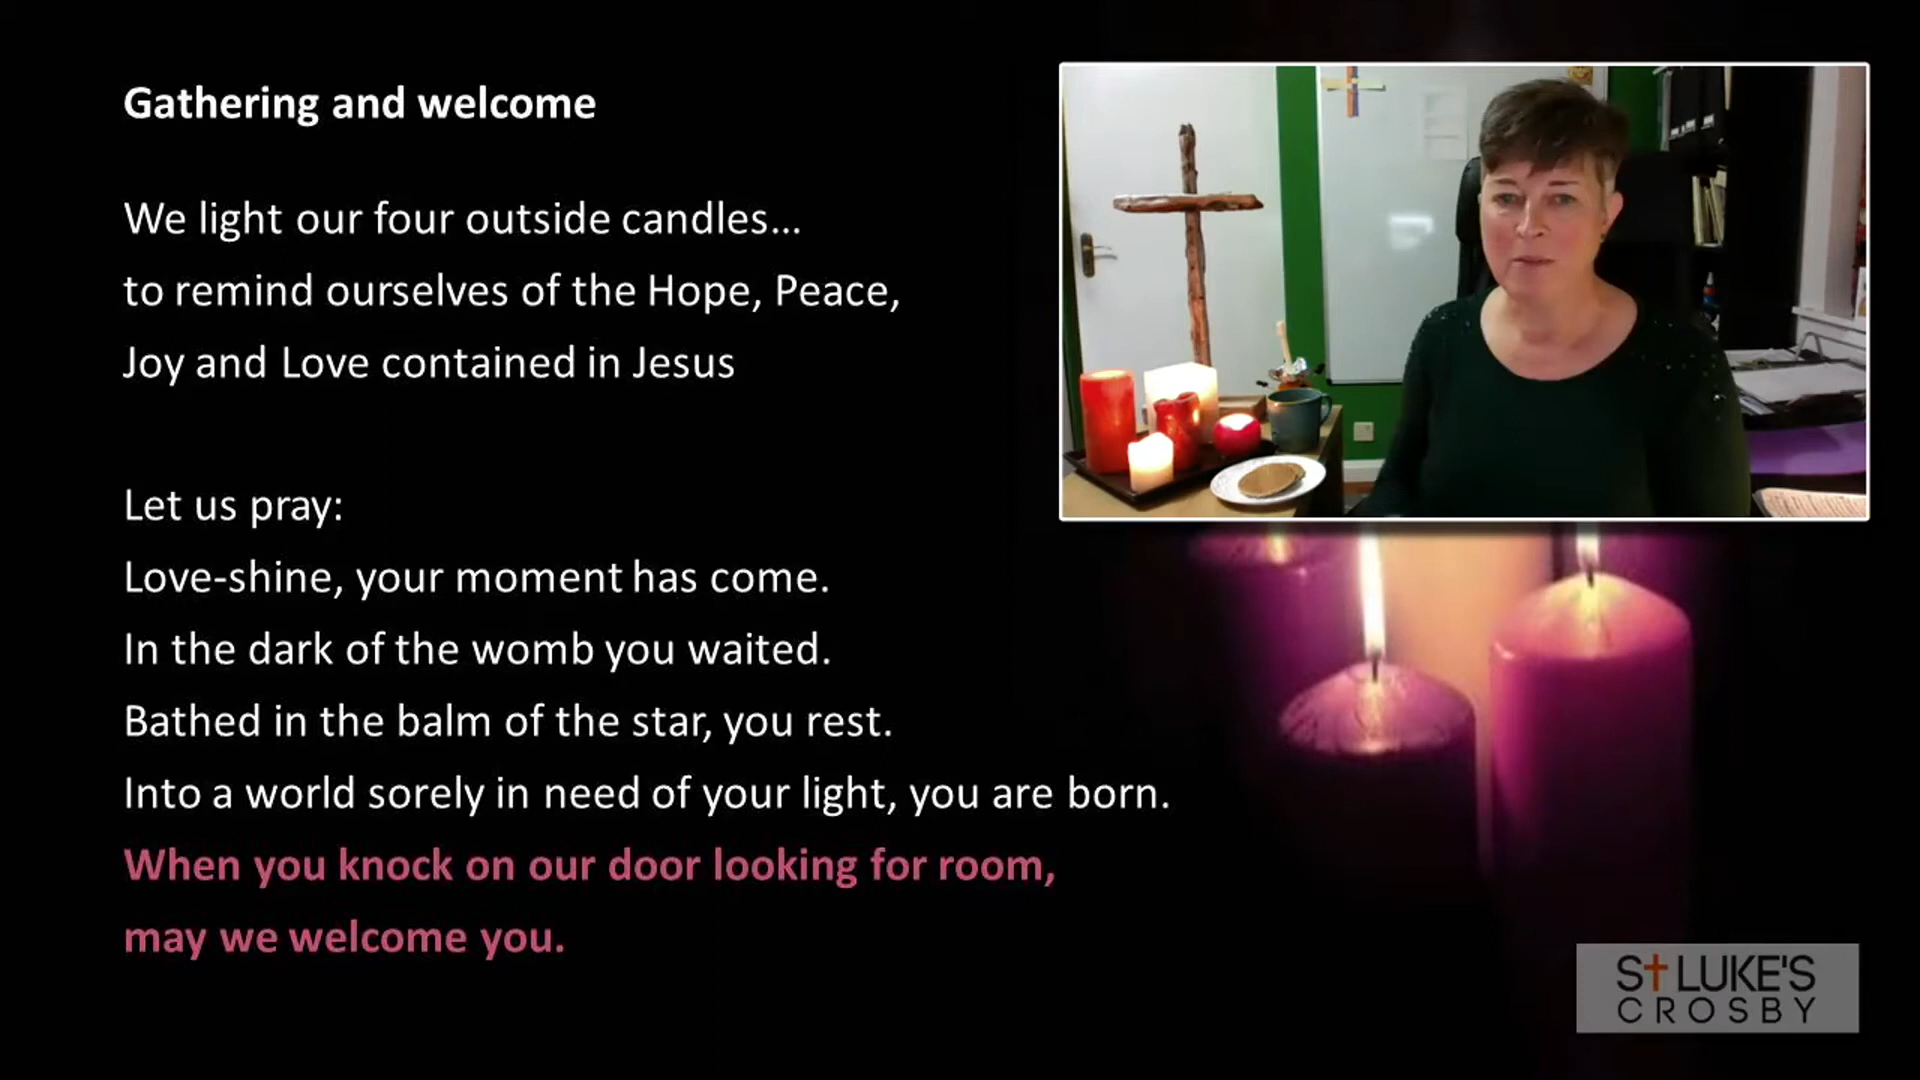 Gathering and welcome
We light our four outside candles...
to remind ourselves of the Hope, Peace,
Joy and Love contained in Jesus
Let us pray:
Love-shine, your moment has come.
In the dark of the womb you waited.
Bathed in the balm of the star, you rest.
Into a world sorely in need of your light, you are born.
When you knock on our door looking for room,
may we welcome you.
St LUKE'S
CROSBY